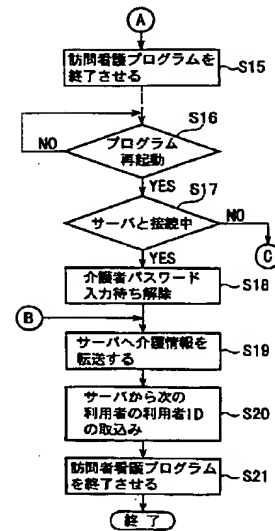 A
訪問看護プログラムを
終了させる
S15
S16
NO
プログラム
再起動
YES
S17
サーバと接続中
NO
C
YES
介護者パスワード
入力待ち解除
S18
B
サーバへ介護情報を
転送する
S19
サーバから次の
利用者の利用者ID
の取込み
S20
訪問者看護プログラム
を終了させる
S21
終了